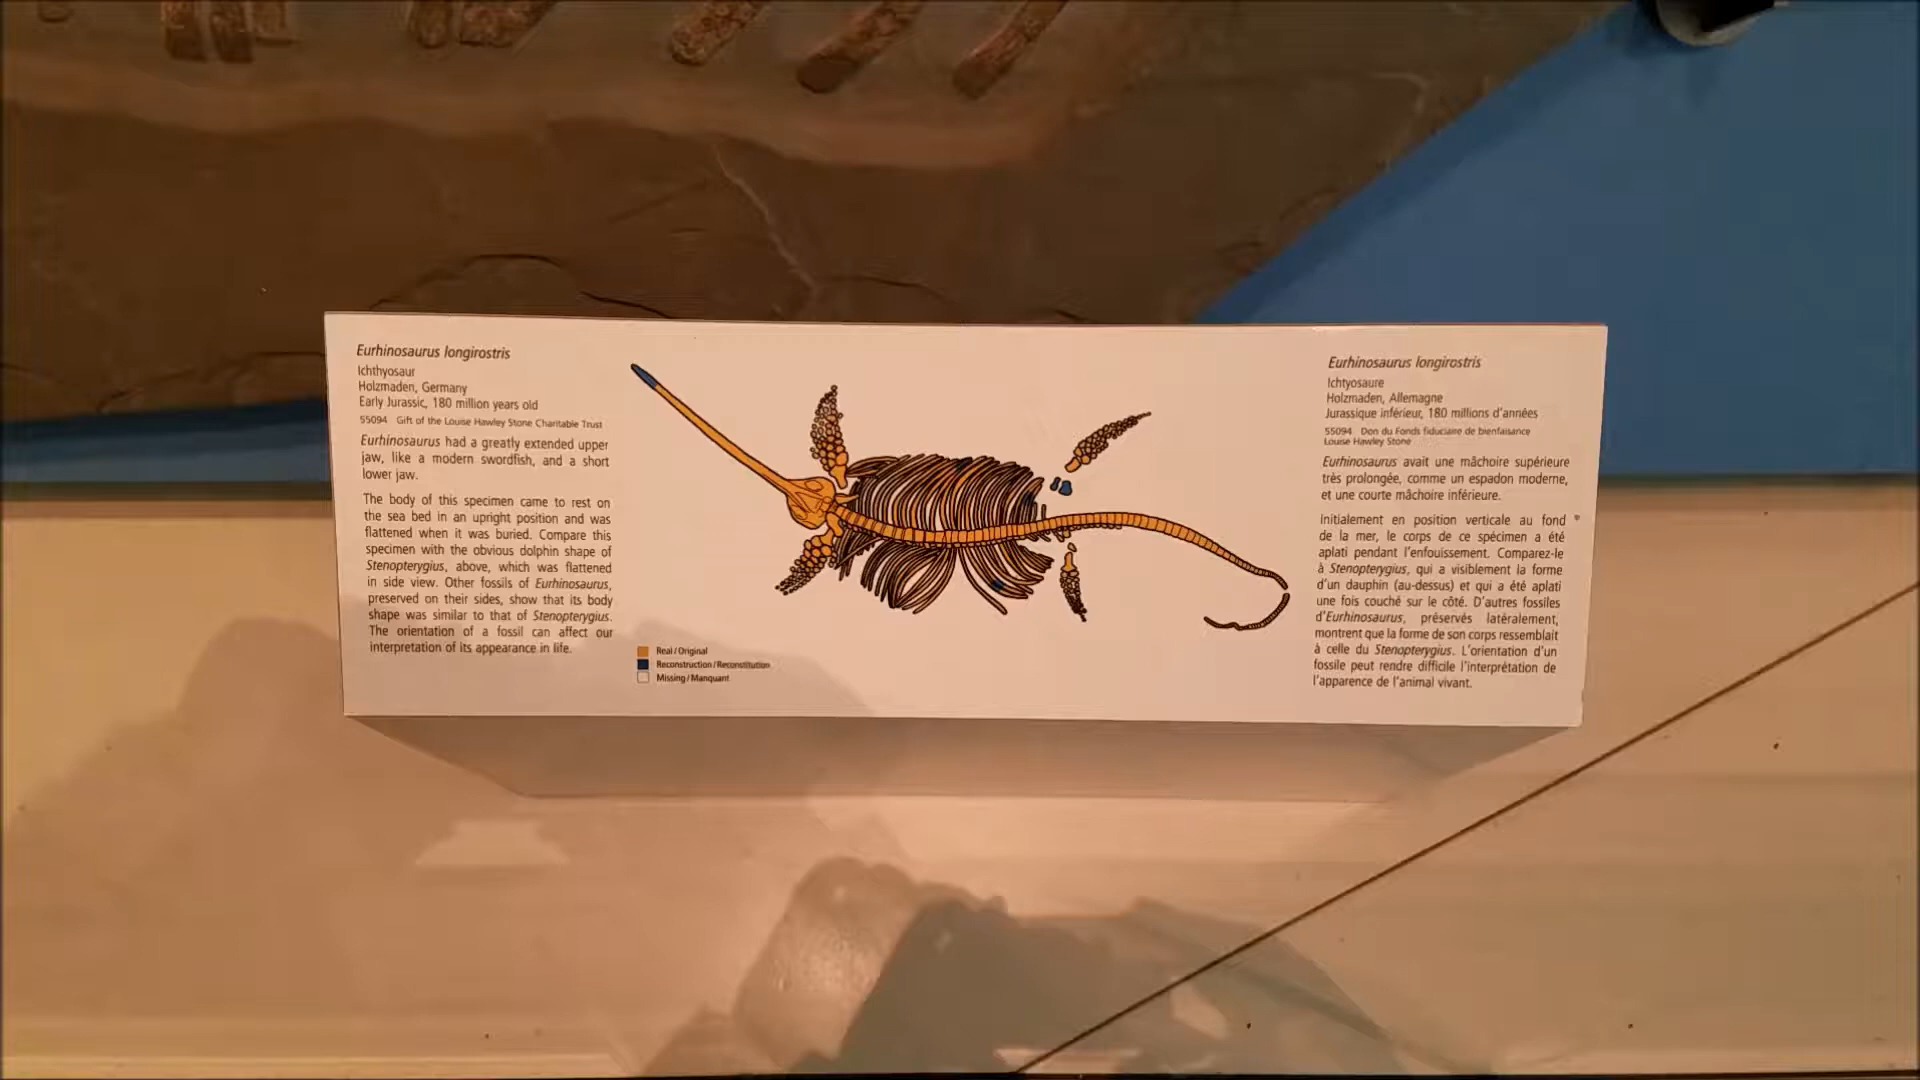 Eurhinosaurus longirostris
Ichthyosaur
Holzmaden, Germany
Early Jurassic, 180 million years old
55094 Gift of the Louise Hawley Stone Charitable Trust
Eurhinosaurus had a greatly extended upper
jaw, like a modern swordfish, and a short
lower jaw.
The body of this specimen came to rest on
the sea bed in an upright position and was
flattened when it was buried. Compare this
specimen with the obvious dolphin shape of
Stenopterygius, above, which was flattened
in side view. Other fossils of Eurhinosaurus,
preserved on their sides, show that its body
shape was similar to that of Stenopterygius.
The orientation of a fossil can affect our
interpretation of its appearance in life.
Real / Original
Reconstruction / Reconstitution
Missing / Manquant
Eurhinosaurus longirostris
Ichtyosaure
Holzmaden, Allemagne
Jurassique inférieur, 180 millions d'années
55094 Don du Fonds fiduciaire de bienfaisance
Louise Hawley Stone
Eurhinosaurus avait une mâchoire supérieure
très prolongée, comme un espadon moderne,
et une courte mâchoire inférieure.
Initialement en position verticale au fond
de la mer, le corps de ce spécimen a été
aplati pendant l'enfouissement. Comparez-le
à Stenopterygius, qui a visiblement la forme
d'un dauphin (au-dessus) et qui a été aplati
une fois couché sur le côté. D'autres fossiles
d'Eurhinosaurus, préservés latéralement,
montrent que la forme de son corps ressemblait
à celle du Stenopterygius. L'orientation d'un
fossile peut rendre difficile l'interprétation de
l'apparence de l'animal vivant.